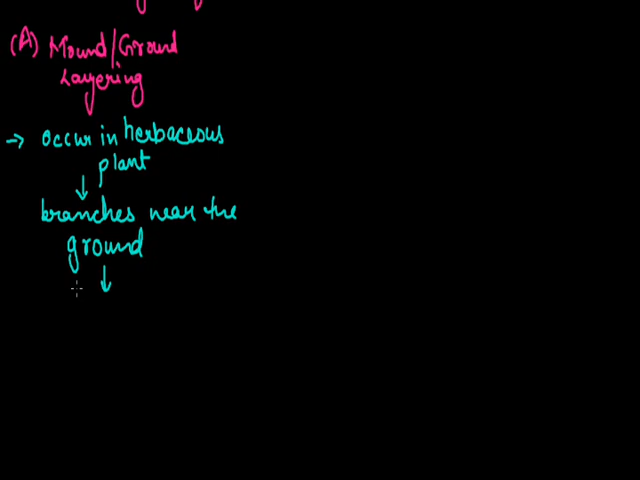 (A) Mound/Ground
Layering
→ occur in herbaceous
plant
↓
branches near the
ground
↓